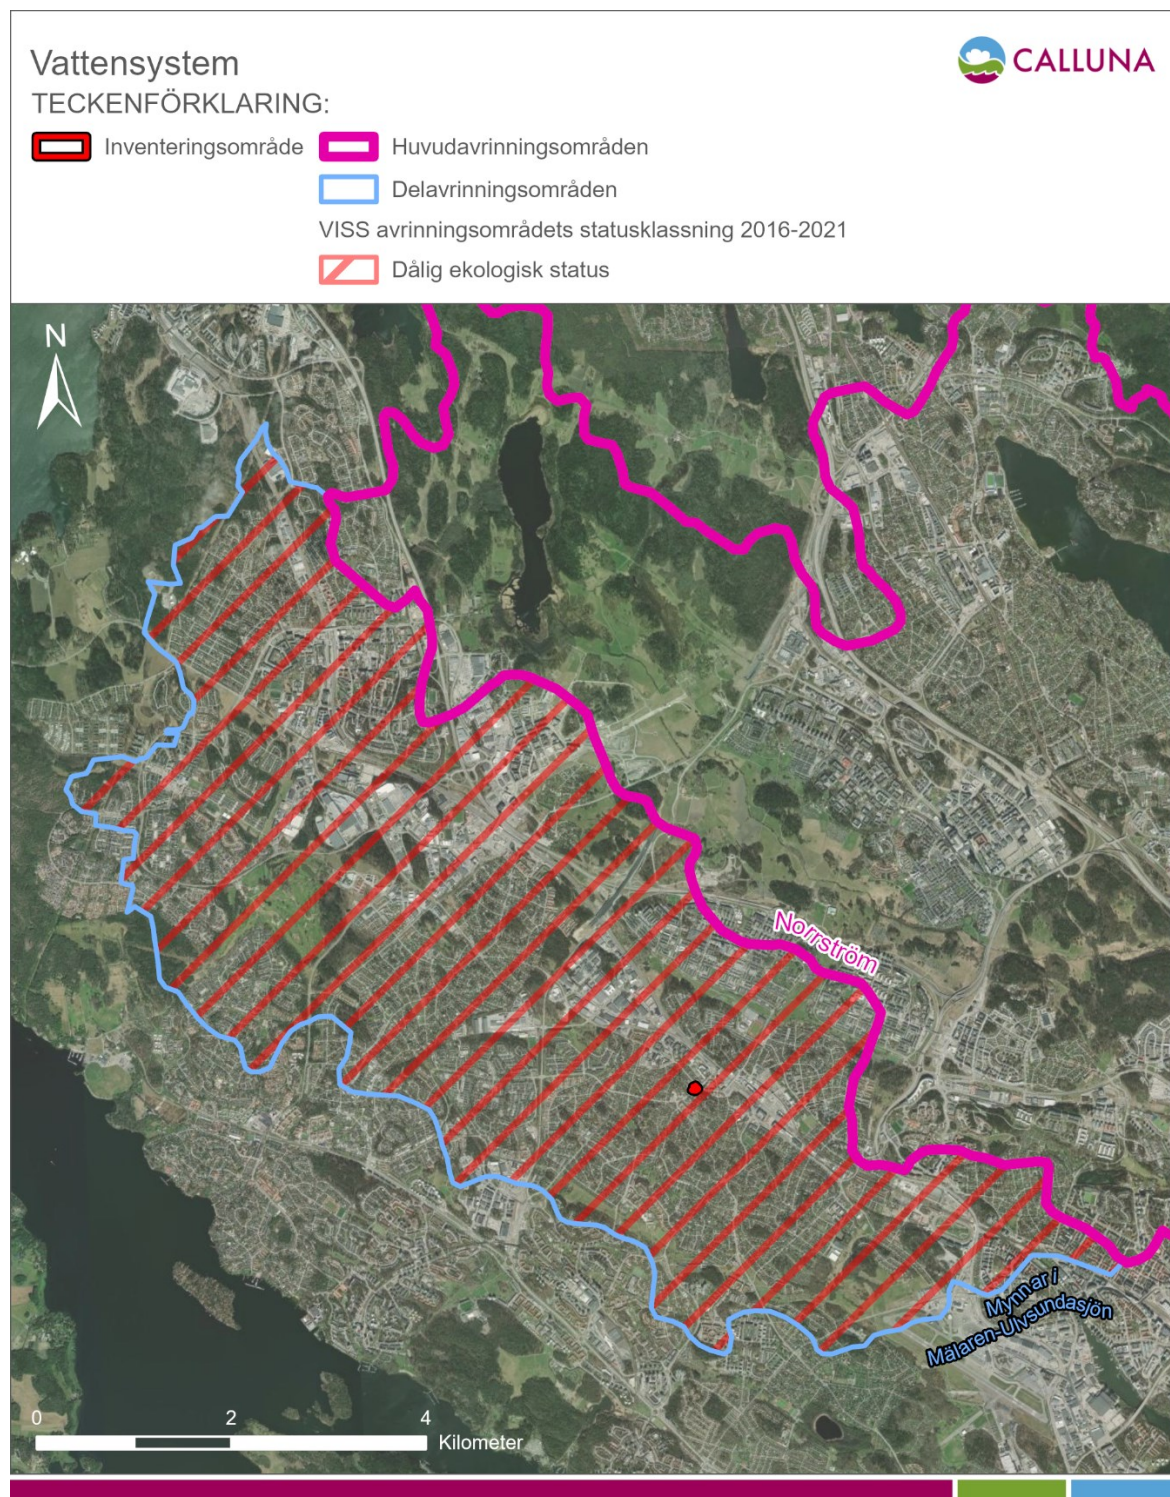 Vattensystem
CALLUNA
TECKENFÖRKLARING:
Inventeringsområde
Huvudavrinningsområden
Delavrinningsområden
VISS avrinningsområdets statusklassning 2016-2021
Dålig ekologisk status
N
Norrström
Mynnar i
Mälaren-Ulvsundasjön
0 2 4
Kilometer